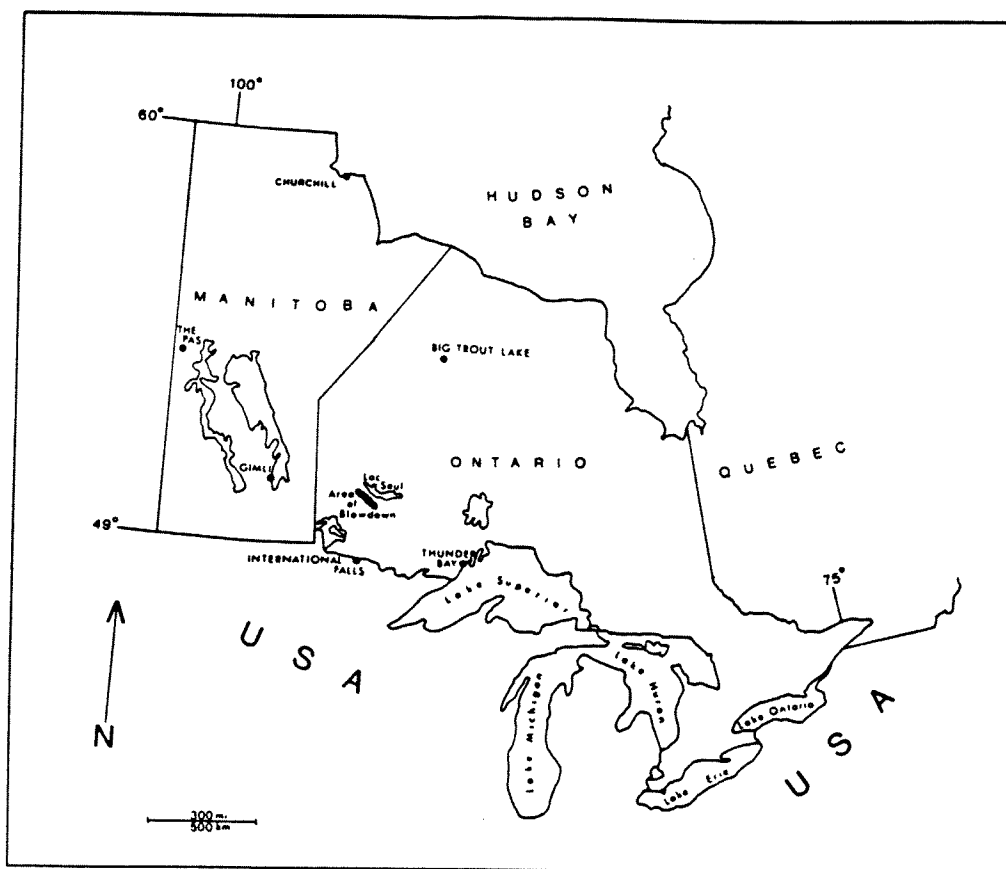 100°
60°
CHURCHILL
HUDSON
BAY
MANITOBA
THE
PAS
BIG TROUT LAKE
ONTARIO
QUEBEC
GIMLI
Lac
Seul
Area
of
Blowdown
49°
INTERNATIONAL
FALLS
THUNDER
BAY
75°
Lake Superior
USA
Lake Huron
Lake Michigan
Lake Ontario
Lake Erie
USA
N
300 mi.
500 km